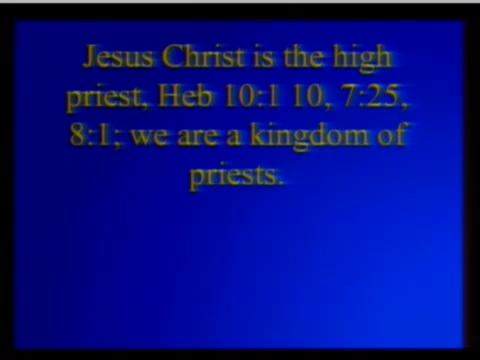 Jesus Christ is the high
priest, Heb 10:1 10, 7:25,
8:1; we are a kingdom of
priests.